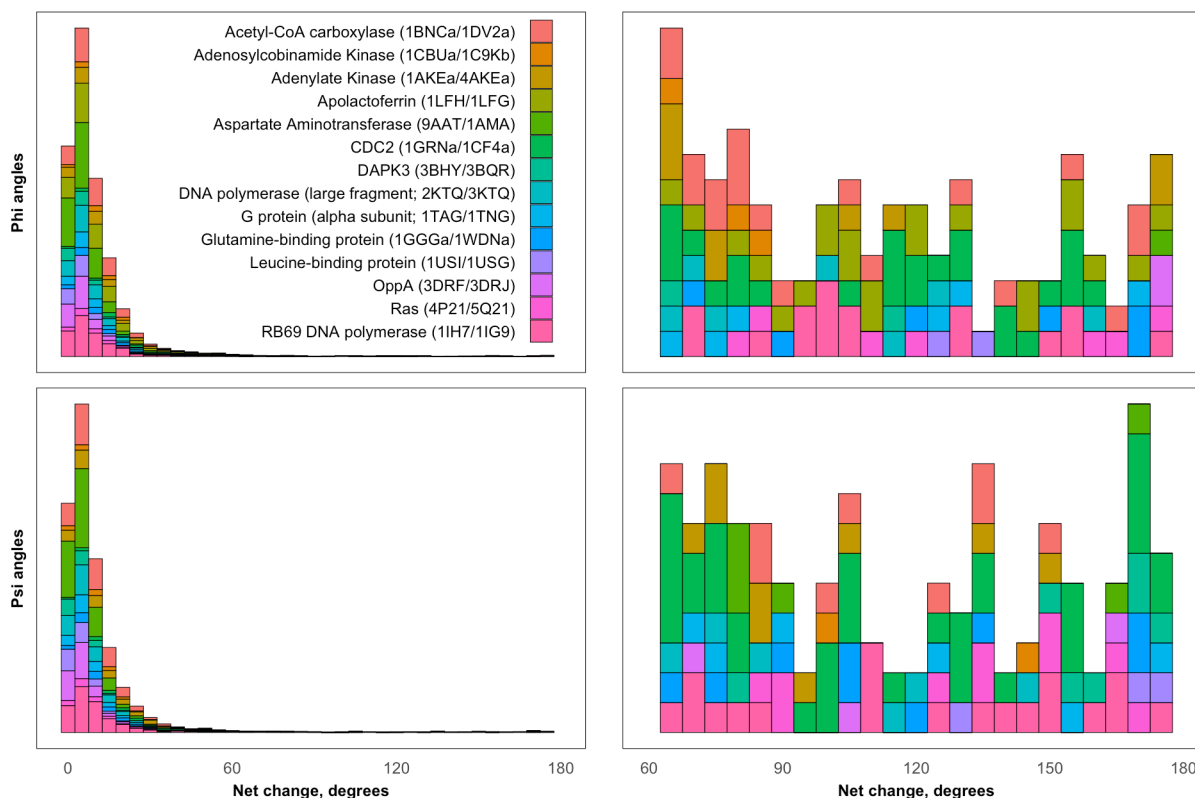 Phi angles
Acetyl-CoA carboxylase (1BNCa/1DV2a)
Adenosylcobinamide Kinase (1CBUa/1C9Kb)
Adenylate Kinase (1AKEa/4AKEa)
Apolactoferrin (1LFH/1LFG)
Aspartate Aminotransferase (9AAT/1AMA)
CDC2 (1GRNa/1CF4a)
DAPK3 (3BHY/3BQR)
DNA polymerase (large fragment; 2KTQ/3KTQ)
G protein (alpha subunit; 1TAG/1TNG)
Glutamine-binding protein (1GGGa/1WDNa)
Leucine-binding protein (1USI/1USG)
OppA (3DRF/3DRJ)
Ras (4P21/5Q21)
RB69 DNA polymerase (1IH7/1IG9)
Psi angles
0 60 120 180
60 90 120 150 180
Net change, degrees
Net change, degrees